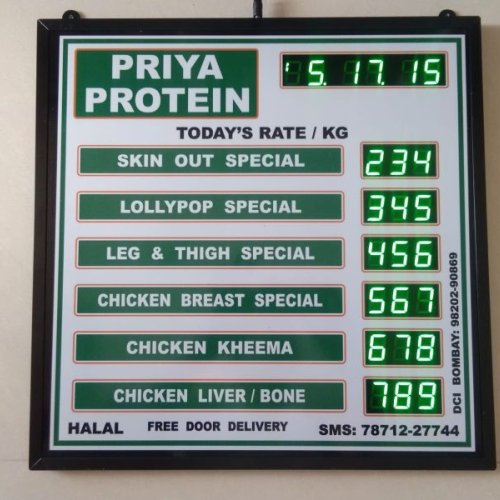 PRIYA
PROTEIN
'5.17.15
TODAY'S RATE / KG
SKIN OUT SPECIAL 234
LOLLYPOP SPECIAL 345
LEG & THIGH SPECIAL 456
CHICKEN BREAST SPECIAL 567
CHICKEN KHEEMA 678
CHICKEN LIVER / BONE 789
HALAL FREE DOOR DELIVERY SMS: 78712-27744
DCI BOMBAY: 98202-90869